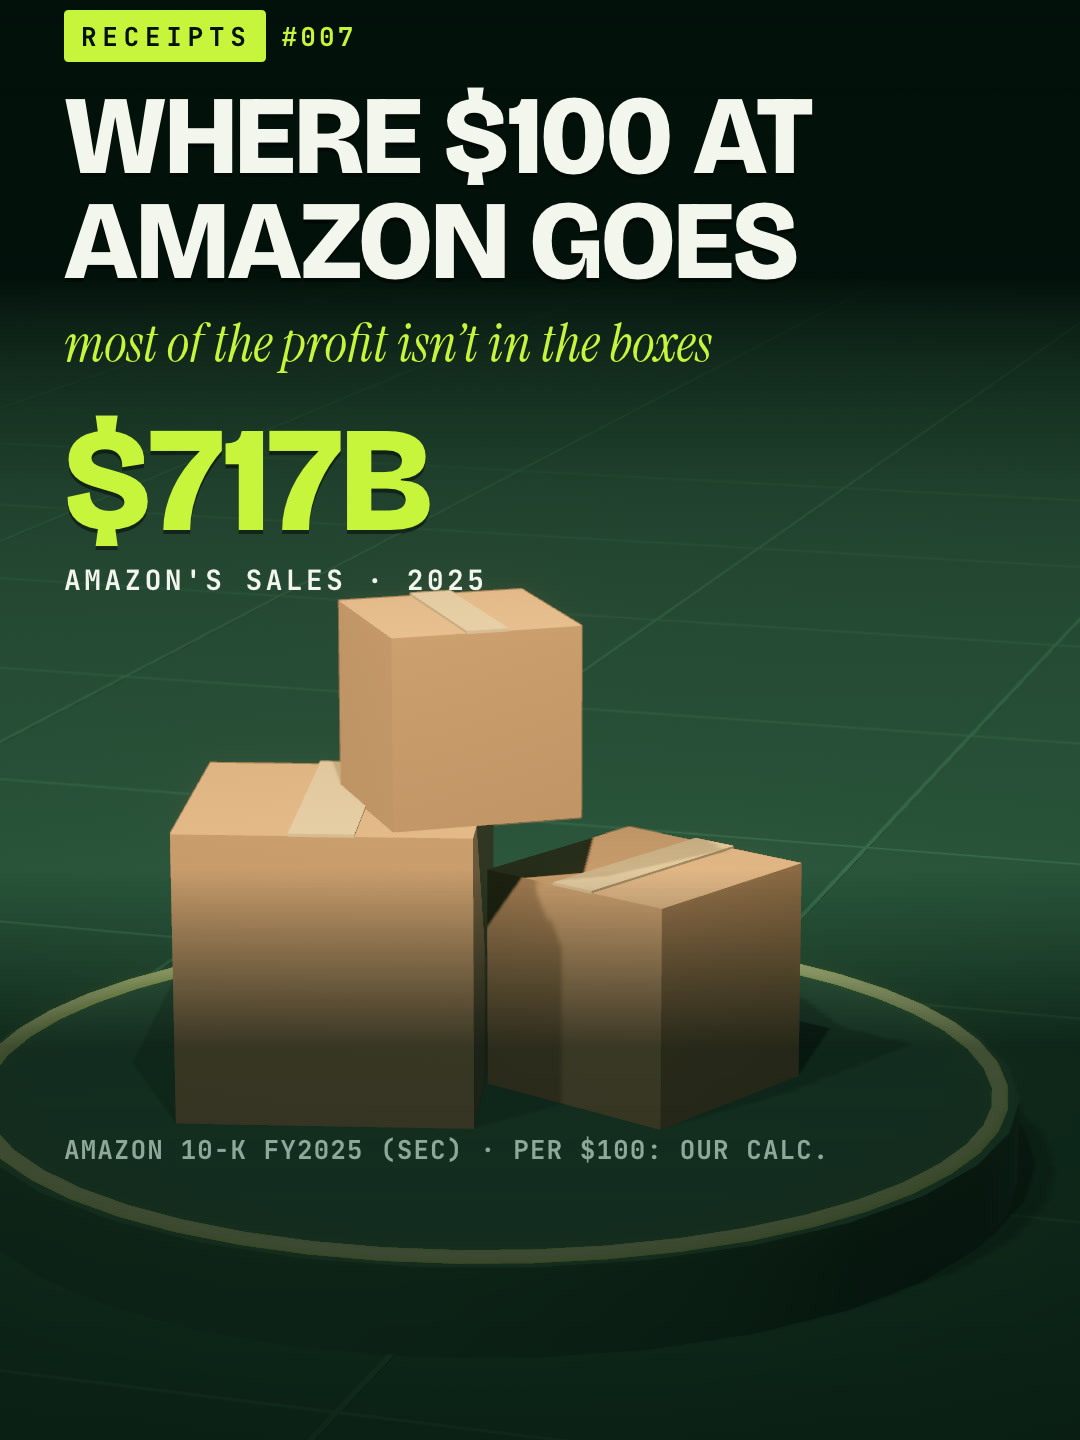 RECEIPTS #007
WHERE $100 AT
AMAZON GOES
most of the profit isn’t in the boxes
$717B
AMAZON'S SALES · 2025
AMAZON 10-K FY2025 (SEC) · PER $100: OUR CALC.